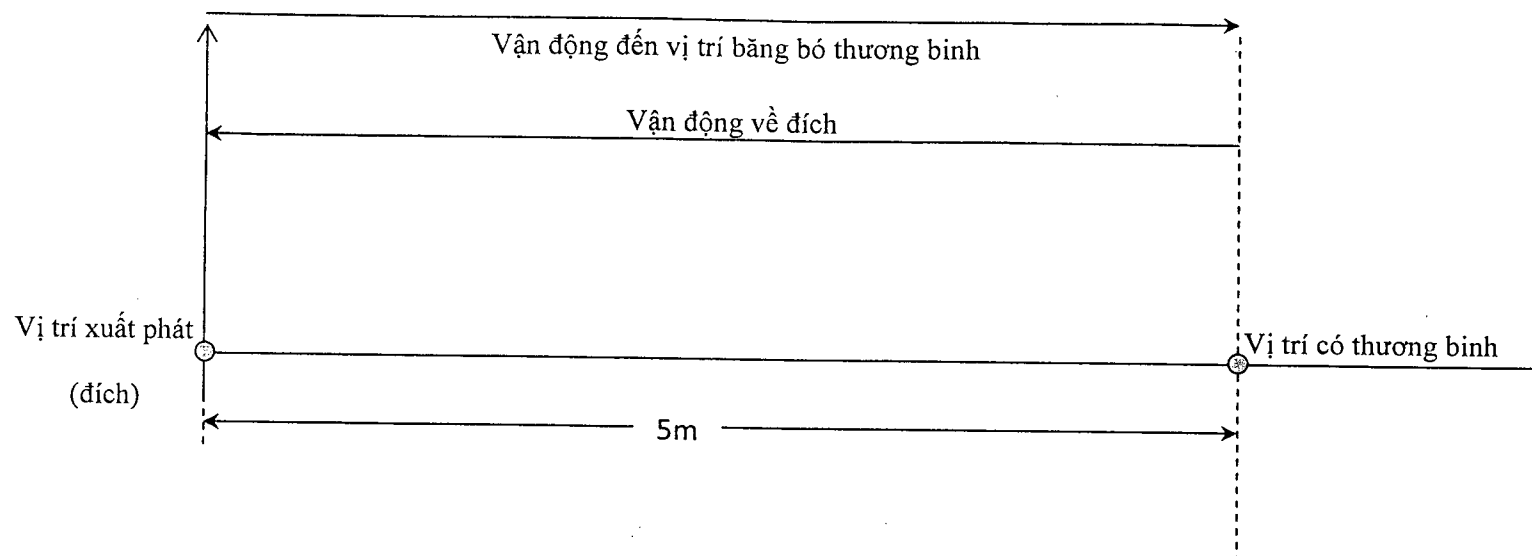 Vận động đến vị trí băng bó thương binh
Vận động về đích
Vị trí xuất phát
(đích)
Vị trí có thương binh
5m